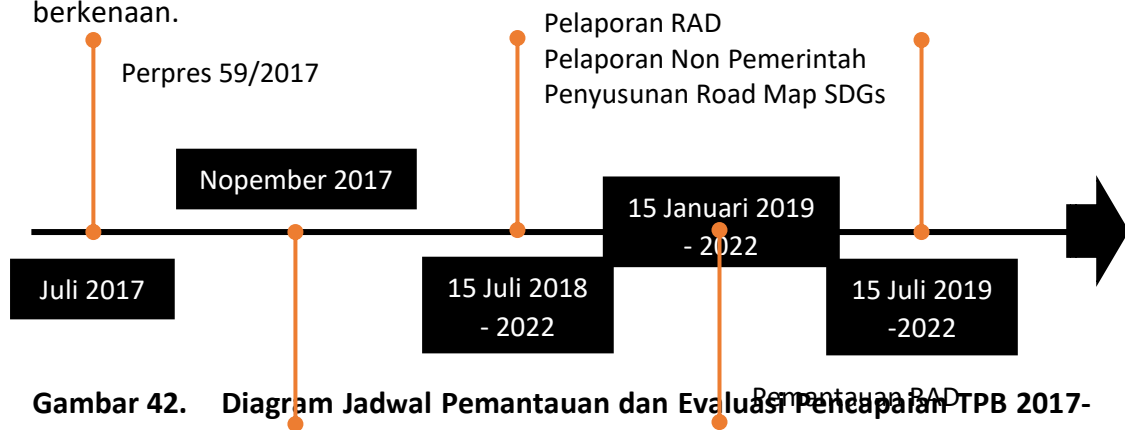 berkenaan.
Pelaporan RAD
Perpres 59/2017
Pelaporan Non Pemerintah
Penyusunan Road Map SDGs
Nopember 2017
15 Januari 2019
- 2022
Juli 2017
15 Juli 2018
- 2022
15 Juli 2019
-2022
Pemantauan RAD
Gambar 42. Diagram Jadwal Pemantauan dan Evaluasi Pencapaian TPB 2017-